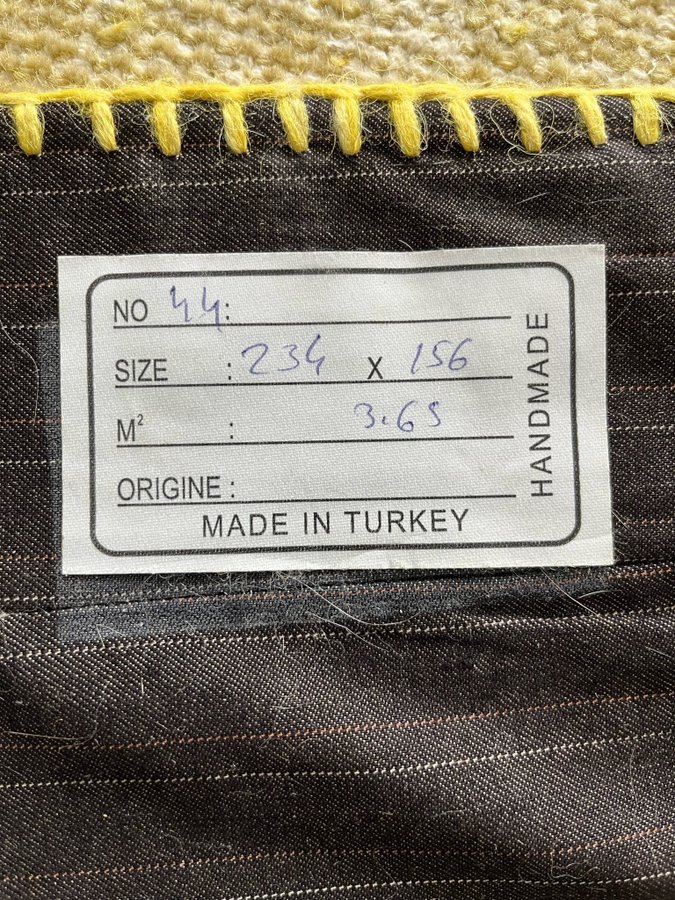 NO 44:
SIZE : 234 X 156
M² : 3.65
ORIGINE :
MADE IN TURKEY
HANDMADE